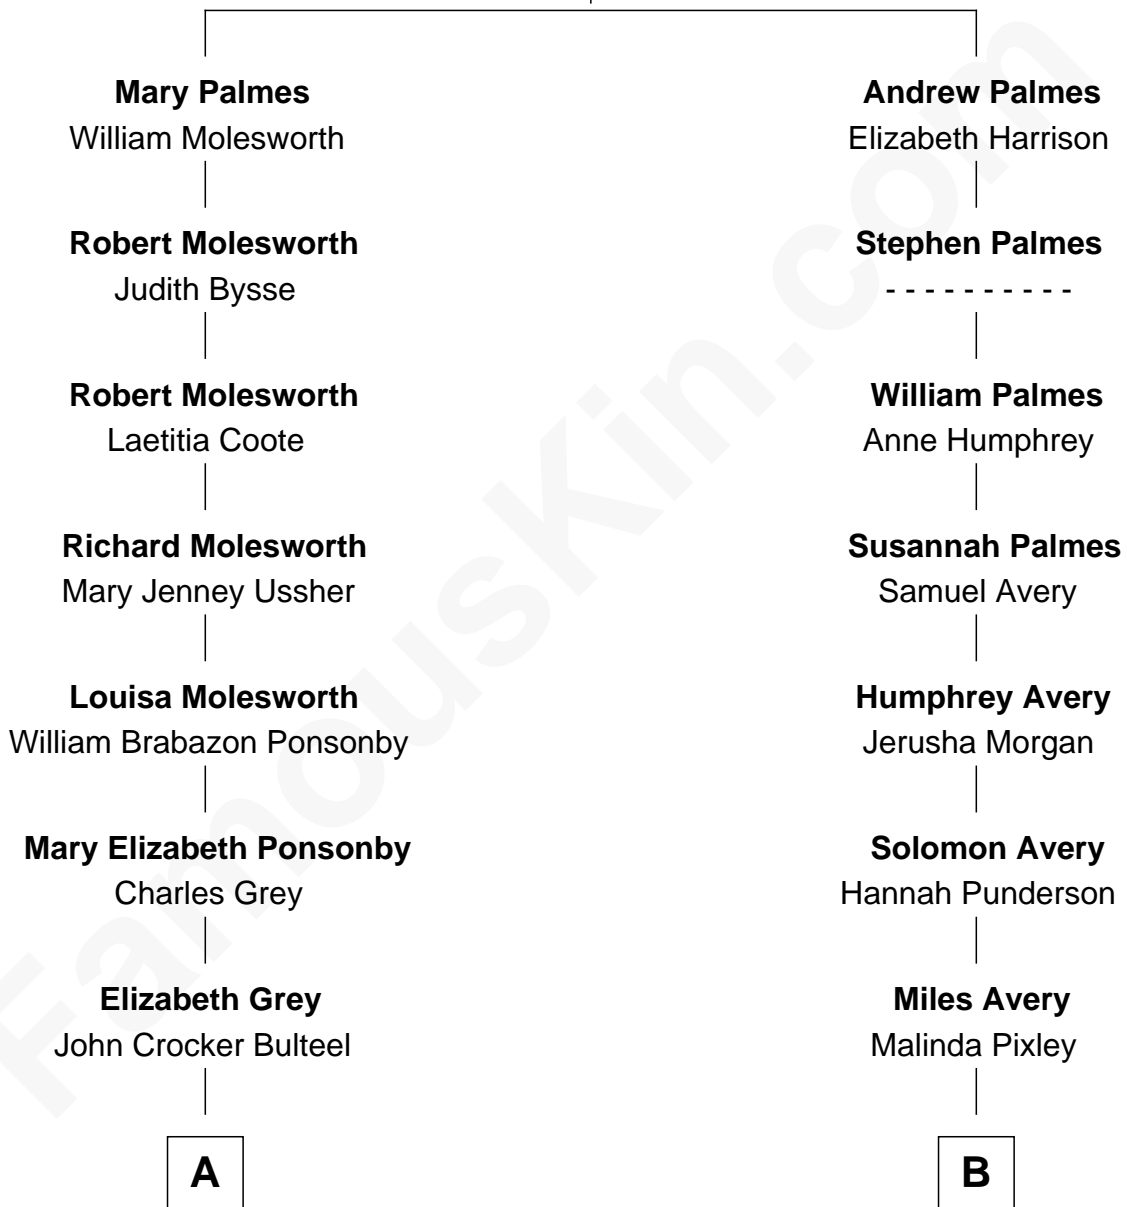 Mary Palmes
William Molesworth
Robert Molesworth
Judith Bysse
Robert Molesworth
Laetitia Coote
Richard Molesworth
Mary Jenney Ussher
Louisa Molesworth
William Brabazon Ponsonby
Mary Elizabeth Ponsonby
Charles Grey
Elizabeth Grey
John Crocker Bulteel
A
Andrew Palmes
Elizabeth Harrison
Stephen Palmes
- - - - - - - - - -
William Palmes
Anne Humphrey
Susannah Palmes
Samuel Avery
Humphrey Avery
Jerusha Morgan
Solomon Avery
Hannah Punderson
Miles Avery
Malinda Pixley
B
FamousKin.com